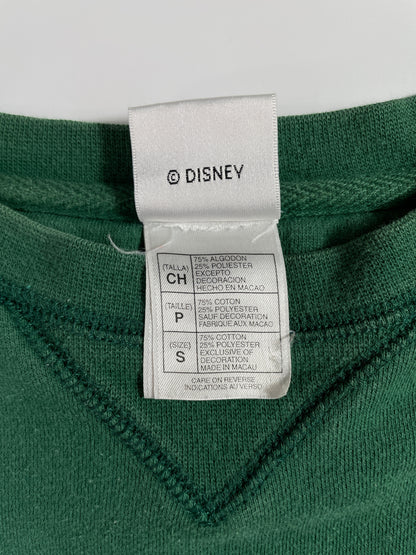 © DISNEY
(TALLA)
CH
75% ALGODON
25% POLIESTER
EXCEPTO
DECORACION
HECHO EN MACAO
(TAILLE)
P
75% COTON
25% POLYESTER
SAUF DECORATION
FABRIQUE AUX MACAO
(SIZE)
S
75% COTTON
25% POLYESTER
EXCLUSIVE OF
DECORATION
MADE IN MACAU
CARE ON REVERSE
INDICATIONS AU VERSO